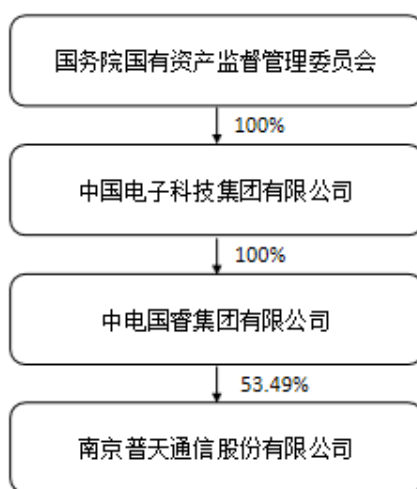 国务院国有资产监督管理委员会
100%
中国电子科技集团有限公司
100%
中电国睿集团有限公司
53.49%
南京普天通信股份有限公司